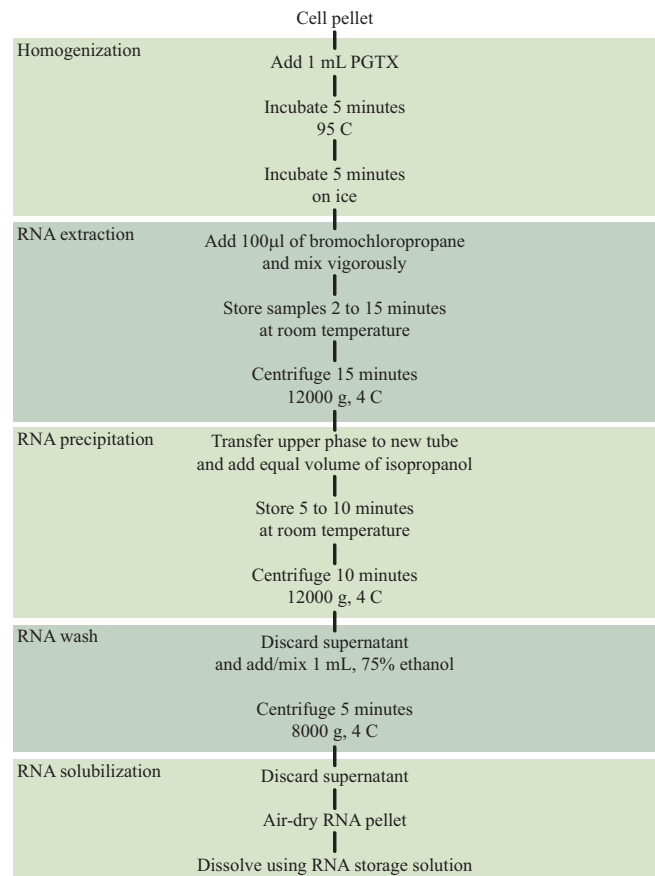 Cell pellet
Homogenization
Add 1 mL PGTX
Incubate 5 minutes
95 C
Incubate 5 minutes
on ice
RNA extraction
Add 100μl of bromochloropropane
and mix vigorously
Store samples 2 to 15 minutes
at room temperature
Centrifuge 15 minutes
12000 g, 4 C
RNA precipitation
Transfer upper phase to new tube
and add equal volume of isopropanol
Store 5 to 10 minutes
at room temperature
Centrifuge 10 minutes
12000 g, 4 C
RNA wash
Discard supernatant
and add/mix 1 mL, 75% ethanol
Centrifuge 5 minutes
8000 g, 4 C
RNA solubilization
Discard supernatant
Air-dry RNA pellet
Dissolve using RNA storage solution